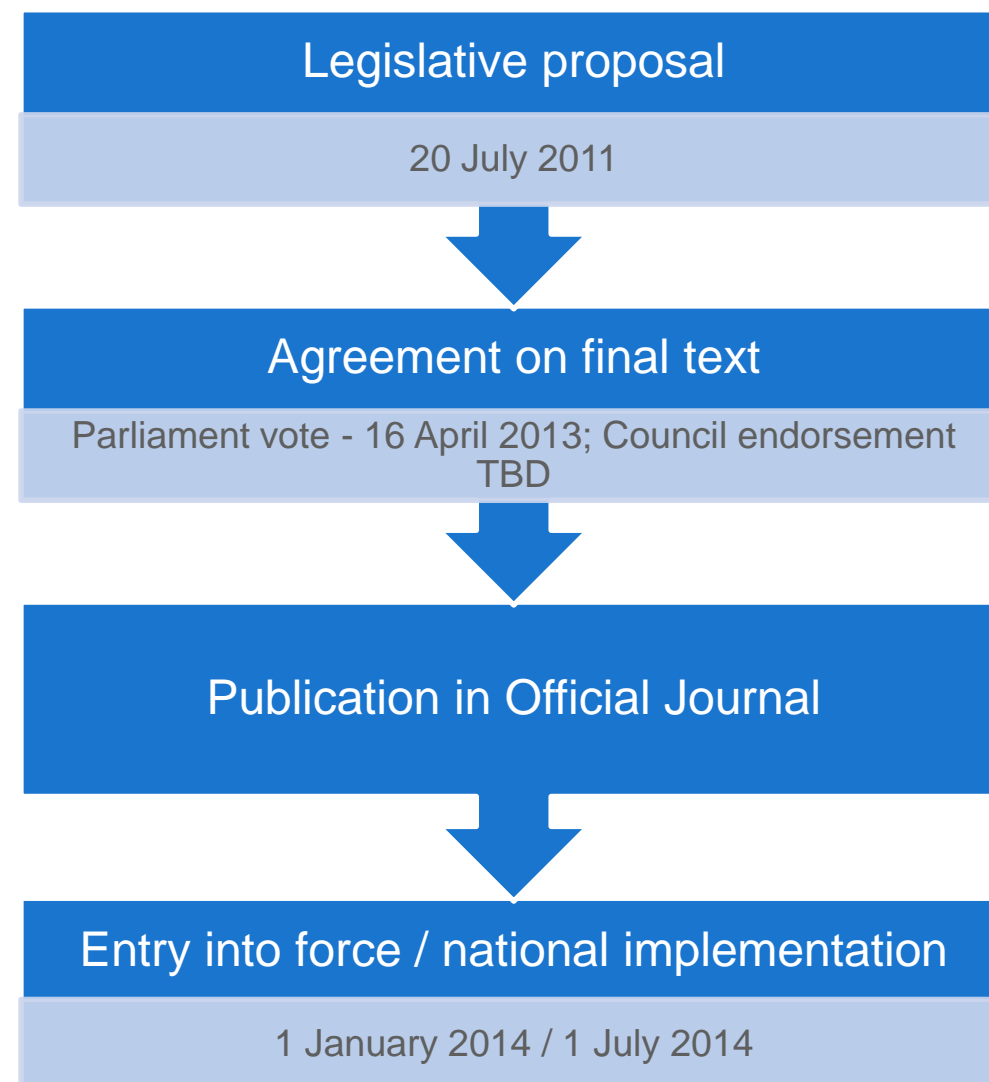 Legislative proposal
20 July 2011
Agreement on final text
Parliament vote - 16 April 2013; Council endorsement
TBD
Publication in Official Journal
Entry into force / national implementation
1 January 2014 / 1 July 2014